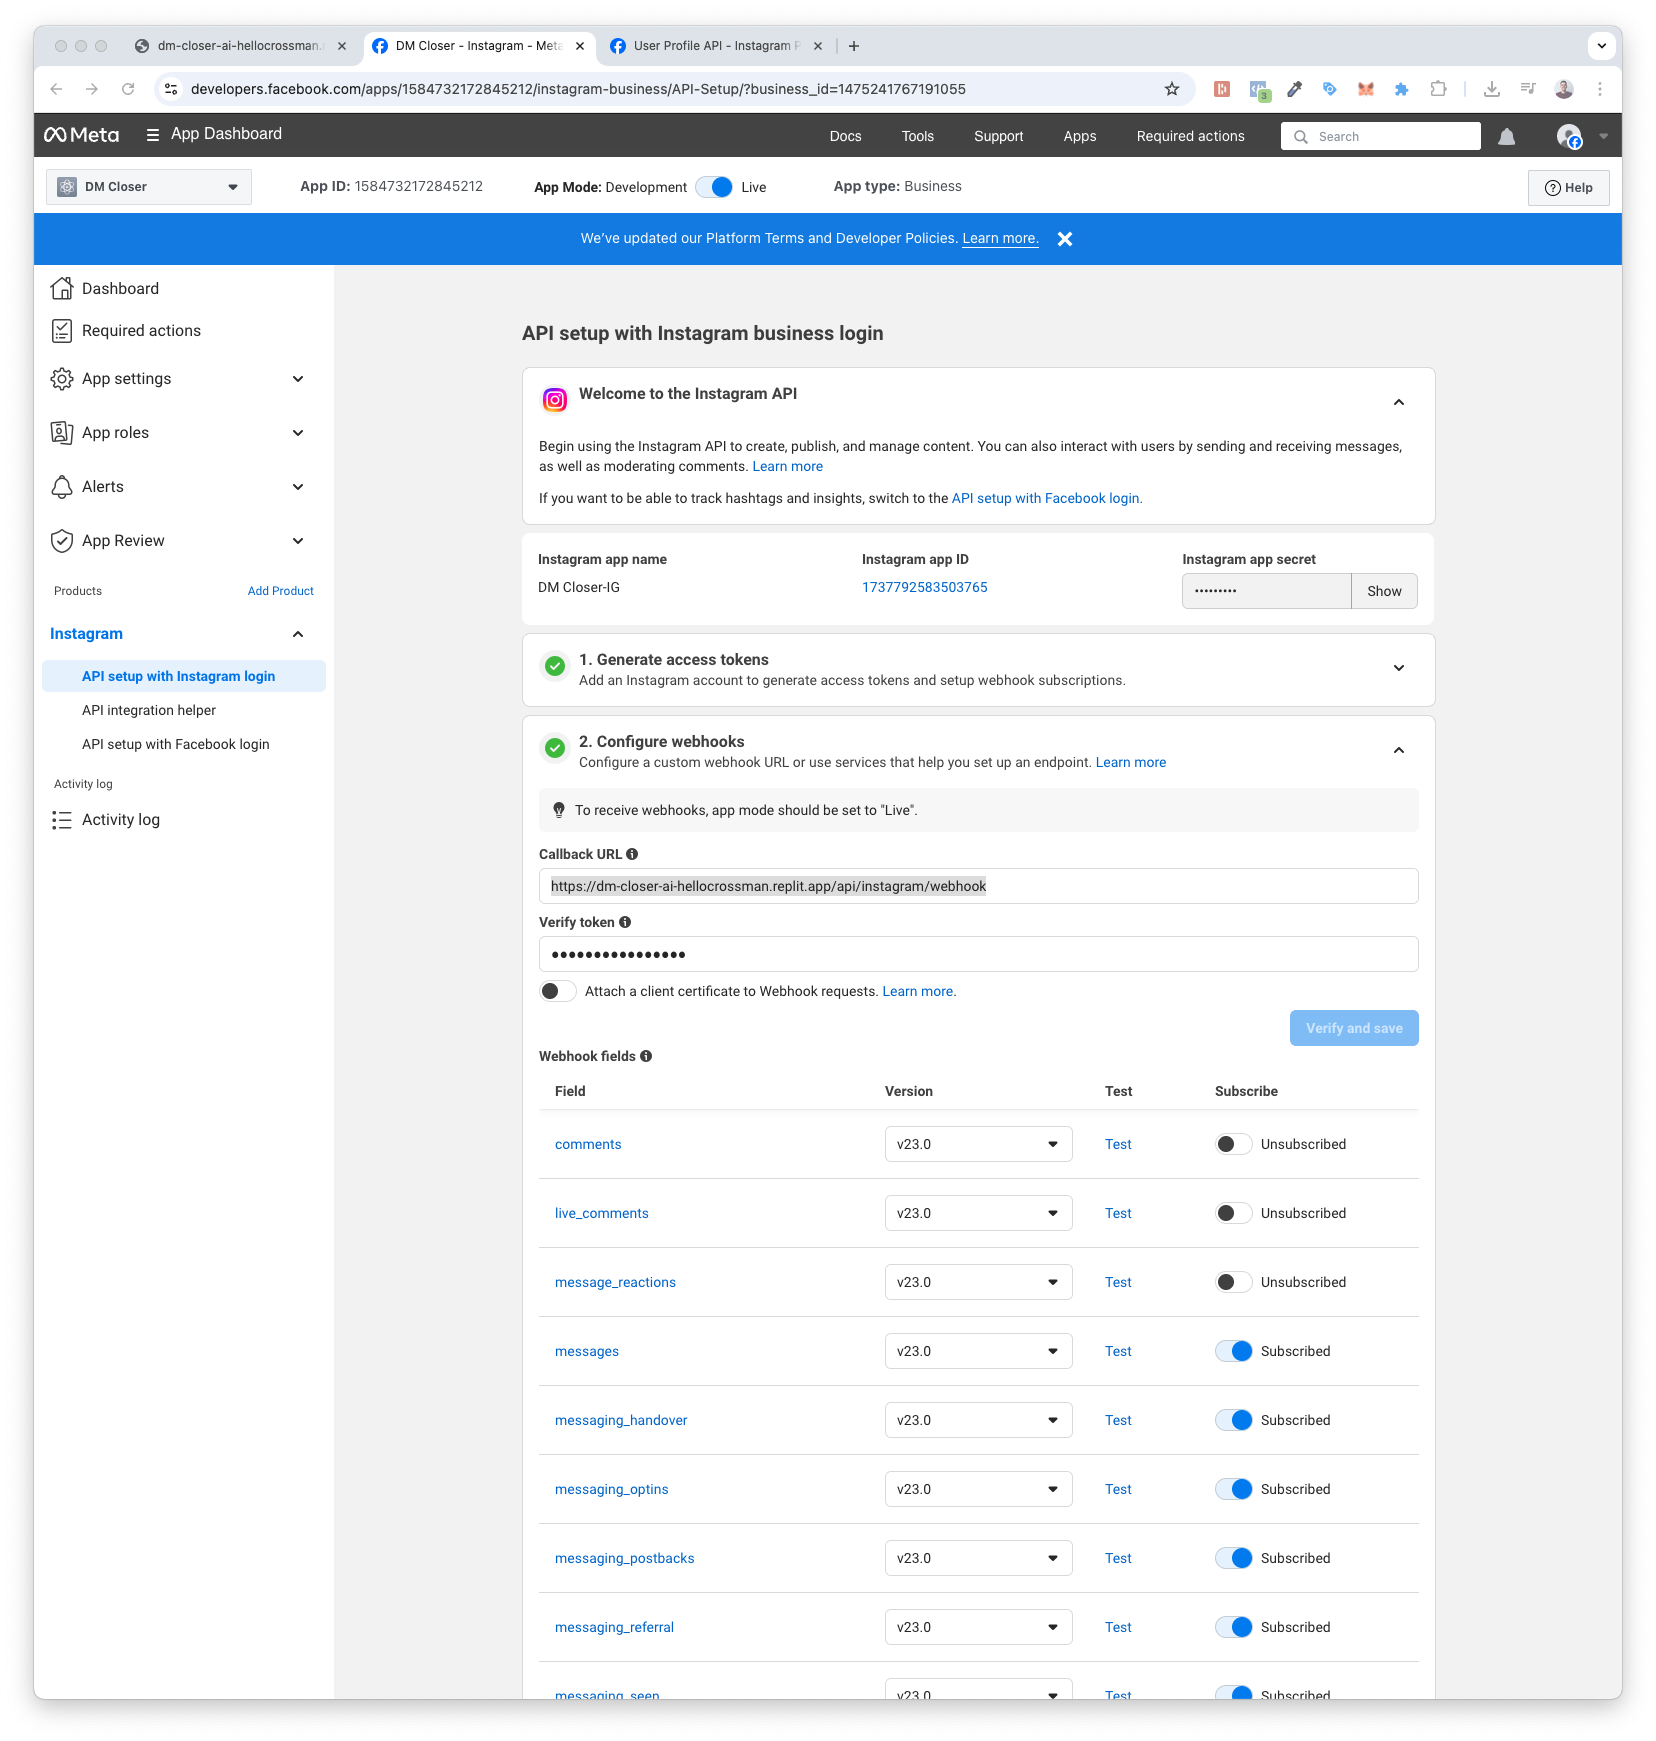 dm-closer-ai-hellocrossman.r
DM Closer - Instagram - Meta
User Profile API - Instagram P
developers.facebook.com/apps/1584732172845212/instagram-business/API-Setup/?business_id=1475241767191055
3
Meta
App Dashboard
Docs
Tools
Support
Apps
Required actions
Search
DM Closer
App ID: 1584732172845212
App Mode: Development
Live
App type: Business
Help
We've updated our Platform Terms and Developer Policies. Learn more.
Dashboard
Required actions
App settings
App roles
Alerts
App Review
Products
Add Product
Instagram
API setup with Instagram login
API integration helper
API setup with Facebook login
Activity log
Activity log
API setup with Instagram business login
Welcome to the Instagram API
Begin using the Instagram API to create, publish, and manage content. You can also interact with users by sending and receiving messages,
as well as moderating comments. Learn more
If you want to be able to track hashtags and insights, switch to the API setup with Facebook login.
Instagram app name
DM Closer-IG
Instagram app ID
1737792583503765
Instagram app secret
•••••••••
Show
1. Generate access tokens
Add an Instagram account to generate access tokens and setup webhook subscriptions.
2. Configure webhooks
Configure a custom webhook URL or use services that help you set up an endpoint. Learn more
To receive webhooks, app mode should be set to "Live".
Callback URL
https://dm-closer-ai-hellocrossman.replit.app/api/instagram/webhook
Verify token
••••••••••••••••
Attach a client certificate to Webhook requests. Learn more.
Verify and save
Webhook fields
Field Version Test Subscribe
comments v23.0 Test Unsubscribed
live_comments v23.0 Test Unsubscribed
message_reactions v23.0 Test Unsubscribed
messages v23.0 Test Subscribed
messaging_handover v23.0 Test Subscribed
messaging_optins v23.0 Test Subscribed
messaging_postbacks v23.0 Test Subscribed
messaging_referral v23.0 Test Subscribed
messaging_seen v23.0 Test Subscribed